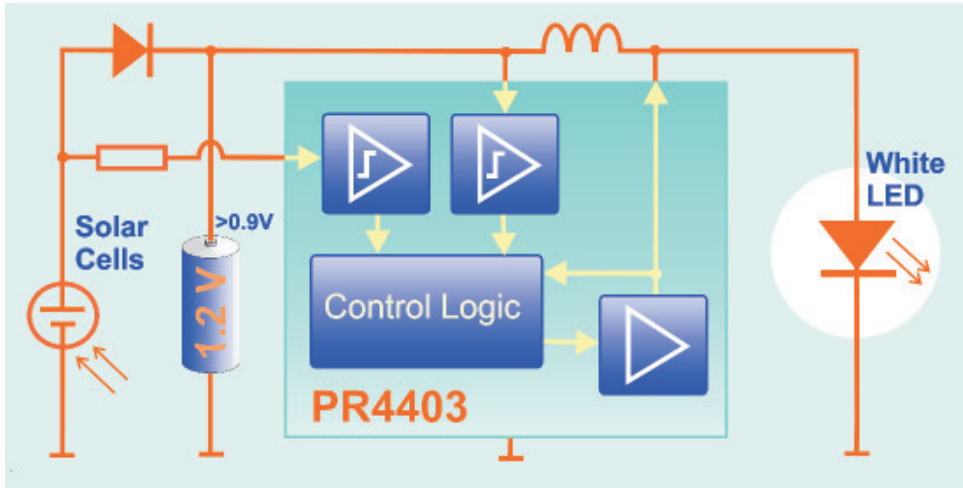 Solar
Cells
>0.9V
1.2 V
Control Logic
PR4403
White
LED